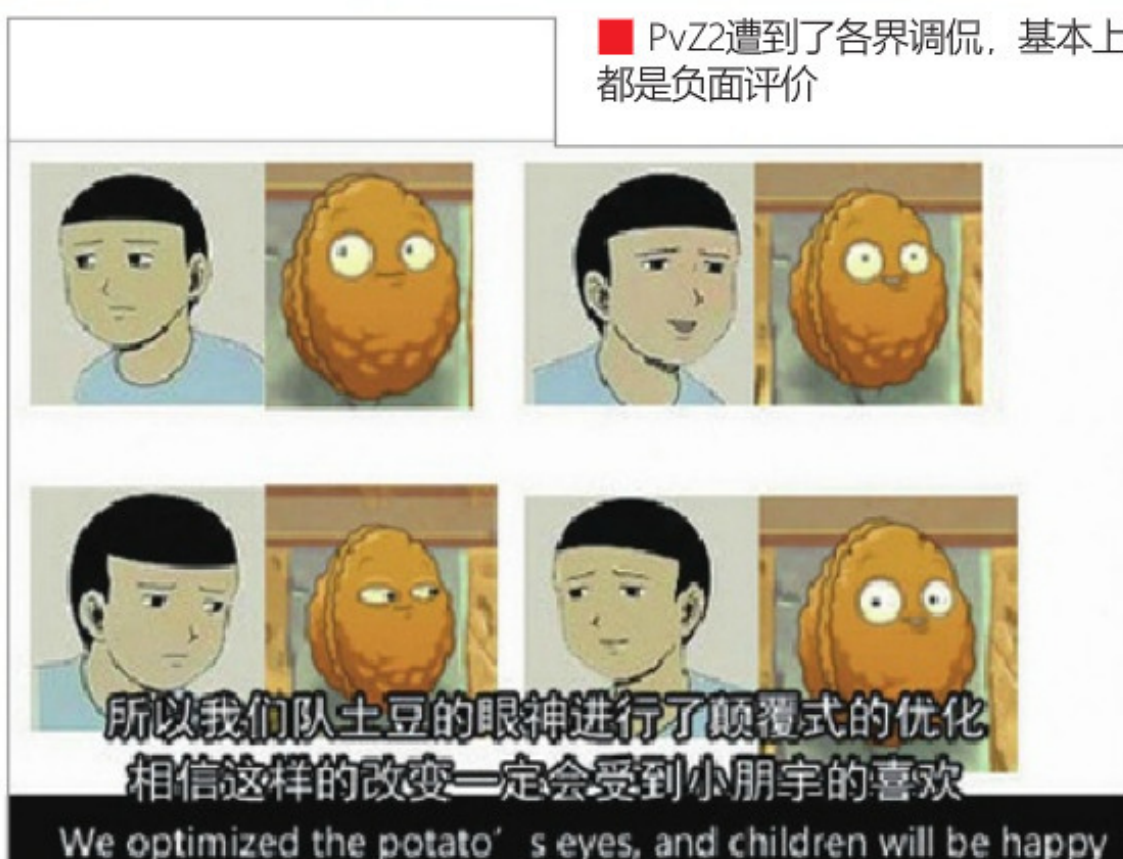 PvZ2遭到了各界调侃，基本上
都是负面评价
所以我们队土豆的眼神进行了颠覆式的优化
相信这样的改变一定会受到小朋宇的喜欢
We optimized the potato’s eyes, and children will be happy